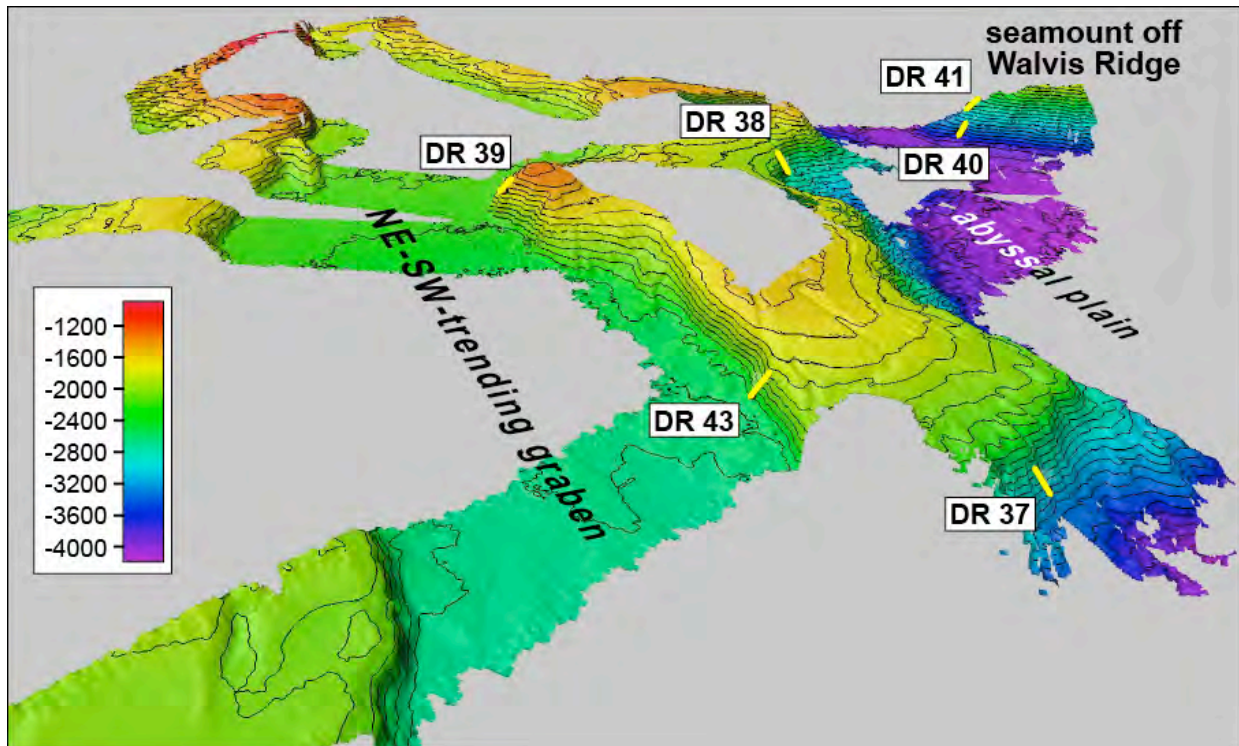 seamount off
Walvis Ridge
DR 41
DR 38
DR 40
DR 39
NE-SW-trending graben
abyssal plain
-1200
-1600
-2000
-2400
-2800
-3200
-3600
-4000
DR 43
DR 37